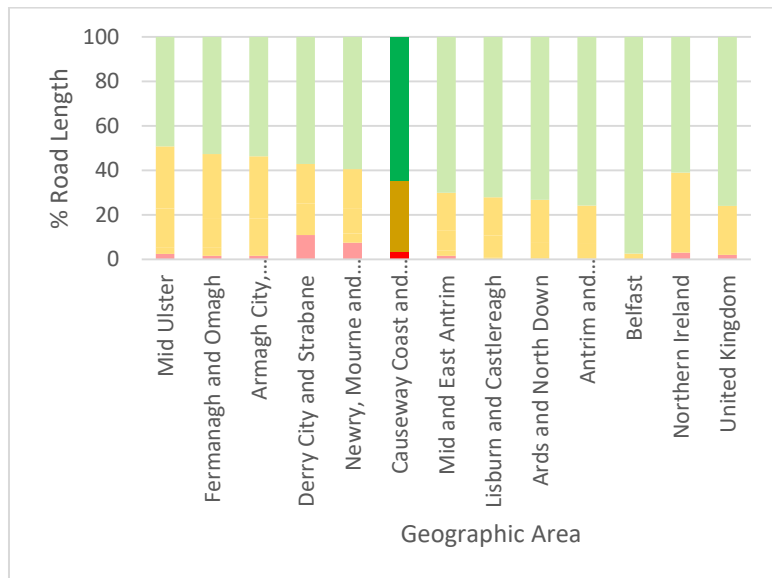 100
80
60
40
20
0
% Road Length
Mid Ulster
Fermanagh and Omagh
Armagh City,…
Derry City and Strabane
Newry, Mourne and…
Causeway Coast and…
Mid and East Antrim
Lisburn and Castlereagh
Ards and North Down
Antrim and…
Belfast
Northern Ireland
United Kingdom
Geographic Area